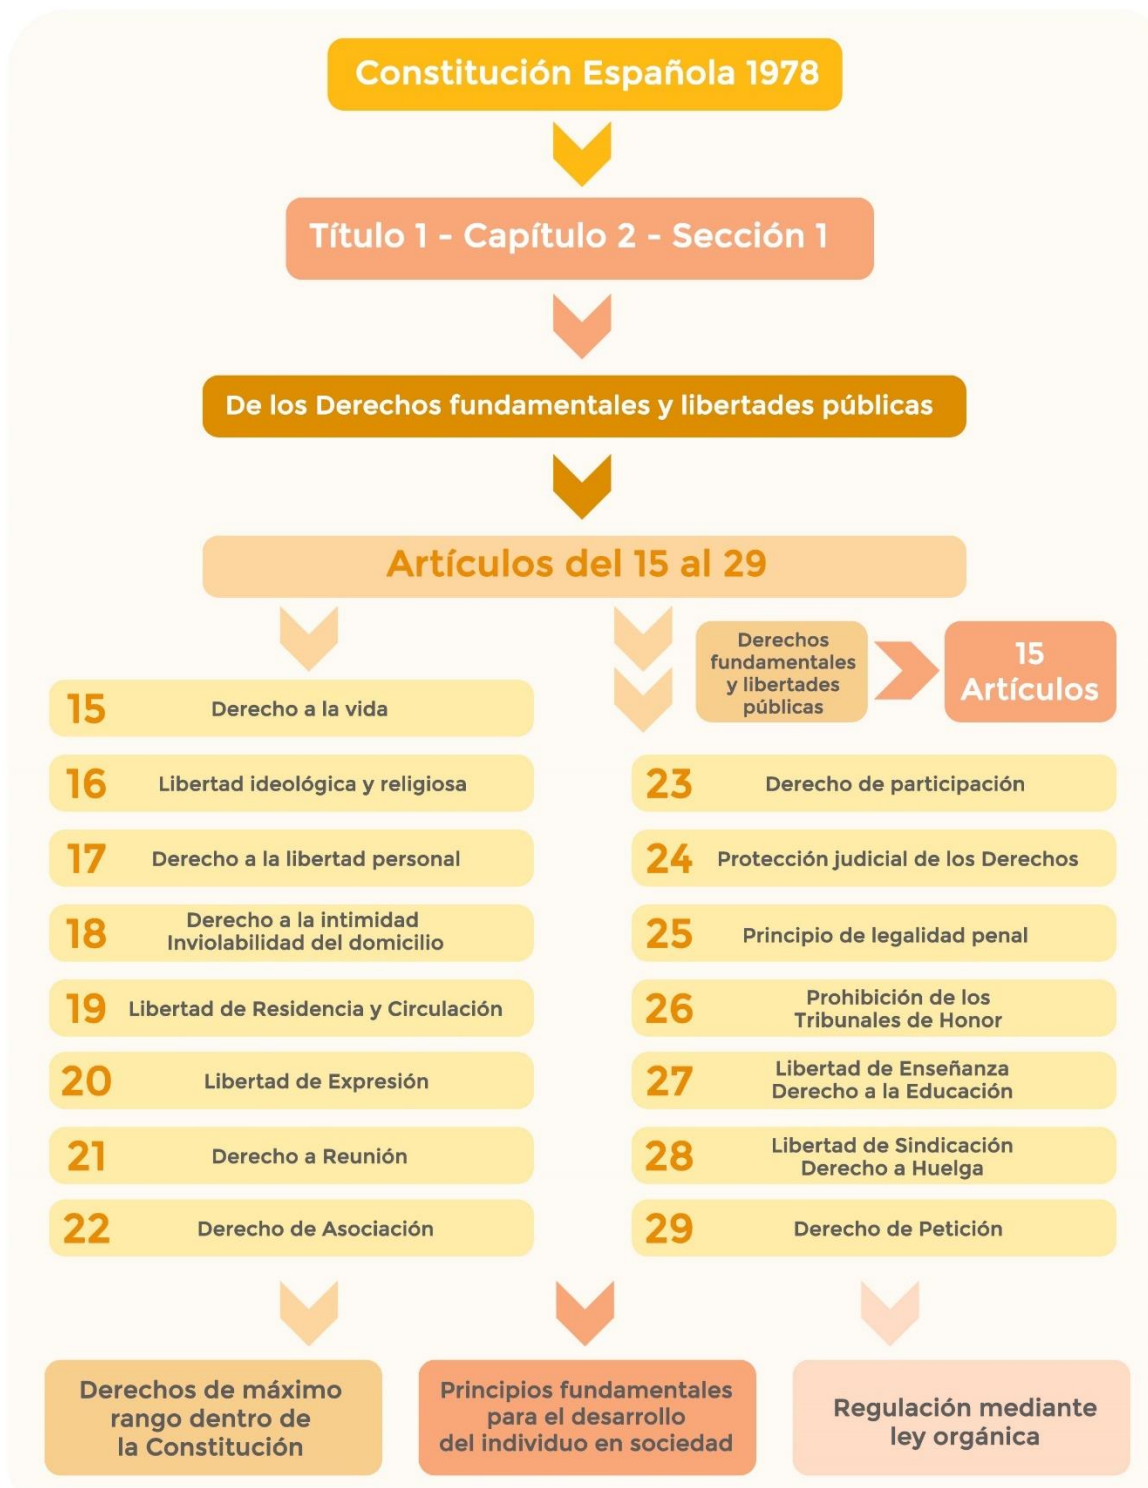 Constitución Española 1978
Título 1 - Capítulo 2 - Sección 1
De los Derechos fundamentales y libertades públicas
Artículos del 15 al 29
Derechos
fundamentales
y libertades
públicas
15
Artículos
15 Derecho a la vida
16 Libertad ideológica y religiosa
17 Derecho a la libertad personal
18 Derecho a la intimidad
Inviolabilidad del domicilio
19 Libertad de Residencia y Circulación
20 Libertad de Expresión
21 Derecho a Reunión
22 Derecho de Asociación
23 Derecho de participación
24 Protección judicial de los Derechos
25 Principio de legalidad penal
26 Prohibición de los
Tribunales de Honor
27 Libertad de Enseñanza
Derecho a la Educación
28 Libertad de Sindicación
Derecho a Huelga
29 Derecho de Petición
Derechos de máximo
rango dentro de
la Constitución
Principios fundamentales
para el desarrollo
del individuo en sociedad
Regulación mediante
ley orgánica